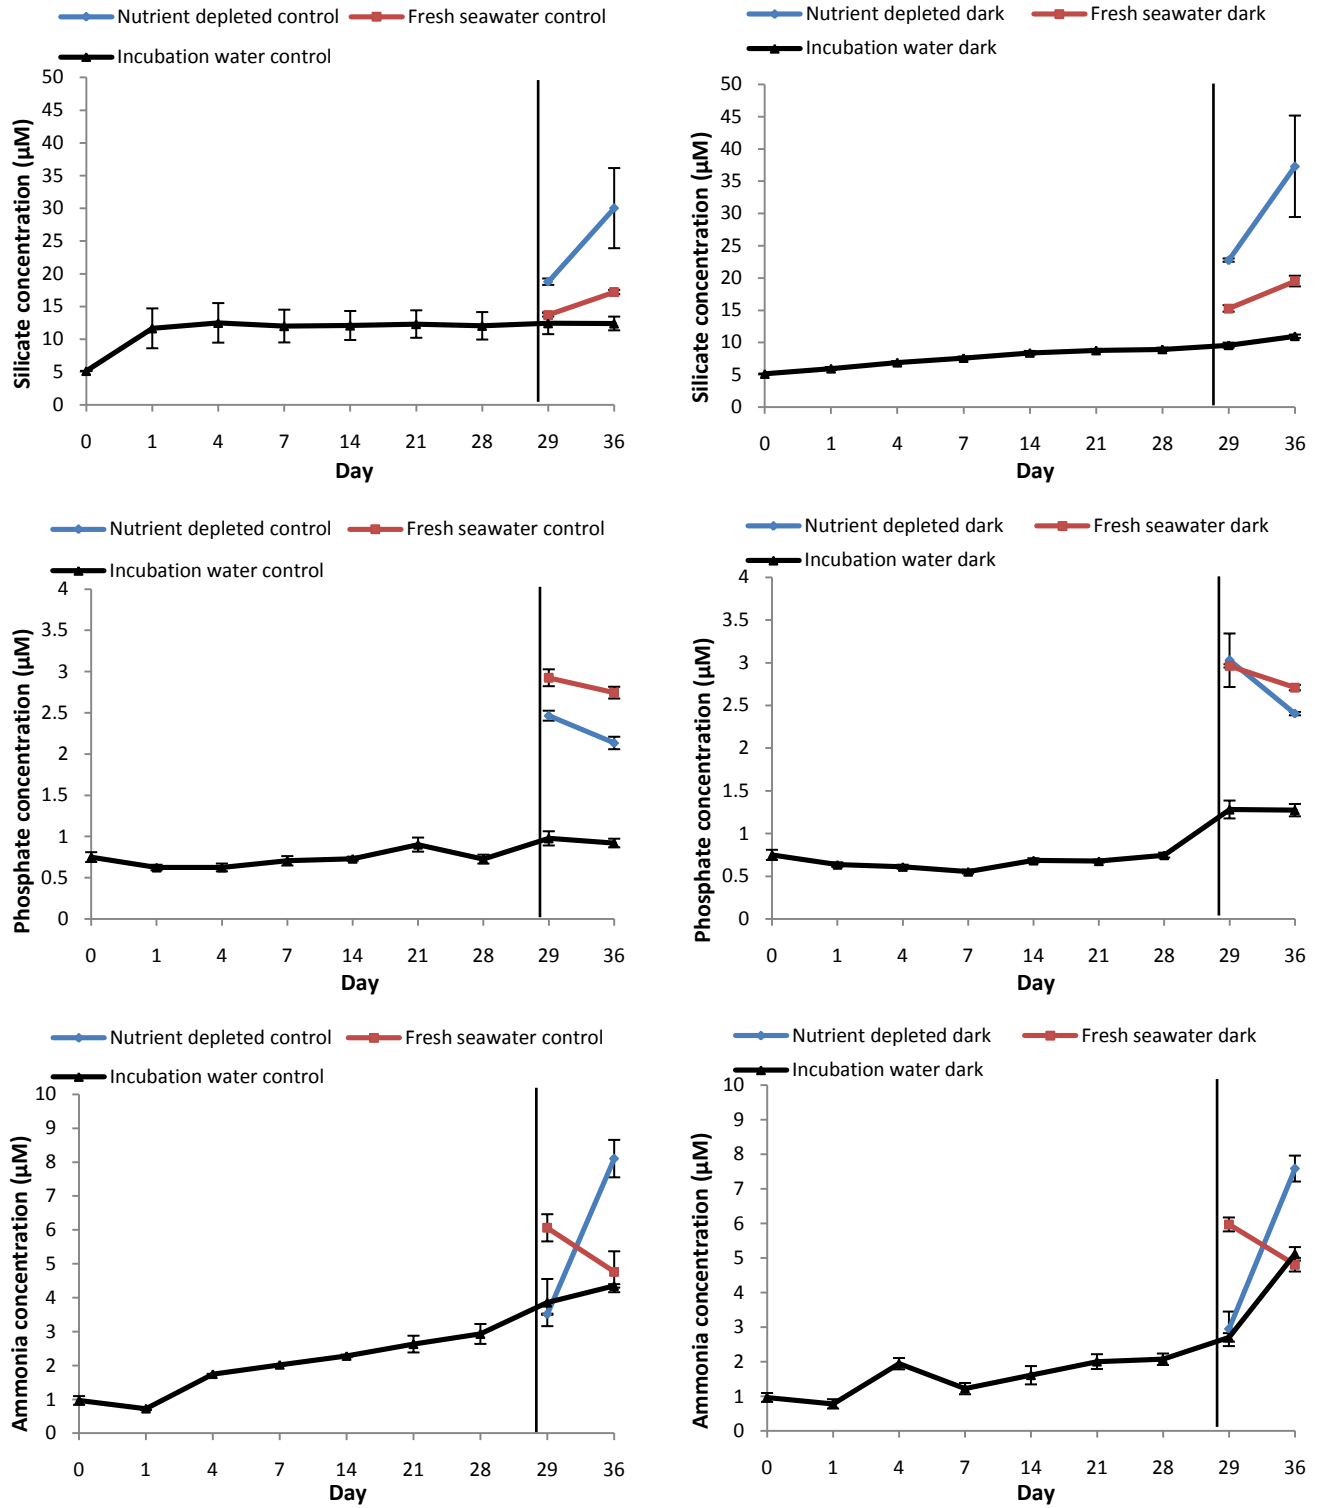 Nutrient depleted control
Fresh seawater control
Incubation water control
Silicate concentration (µM)
50
45
40
35
30
25
20
15
10
5
0
0 1 4 7 14 21 28 29 36
Day
Nutrient depleted dark
Fresh seawater dark
Incubation water dark
Silicate concentration (µM)
50
45
40
35
30
25
20
15
10
5
0
0 1 4 7 14 21 28 29 36
Day
Nutrient depleted control
Fresh seawater control
Incubation water control
Phosphate concentration (µM)
4
3.5
3
2.5
2
1.5
1
0.5
0
0 1 4 7 14 21 28 29 36
Day
Nutrient depleted dark
Fresh seawater dark
Incubation water dark
Phosphate concentration (µM)
4
3.5
3
2.5
2
1.5
1
0.5
0
0 1 4 7 14 21 28 29 36
Day
Nutrient depleted control
Fresh seawater control
Incubation water control
Ammonia concentration (µM)
10
9
8
7
6
5
4
3
2
1
0
0 1 4 7 14 21 28 29 36
Day
Nutrient depleted dark
Fresh seawater dark
Incubation water dark
Ammonia concentration (µM)
10
9
8
7
6
5
4
3
2
1
0
0 1 4 7 14 21 28 29 36
Day